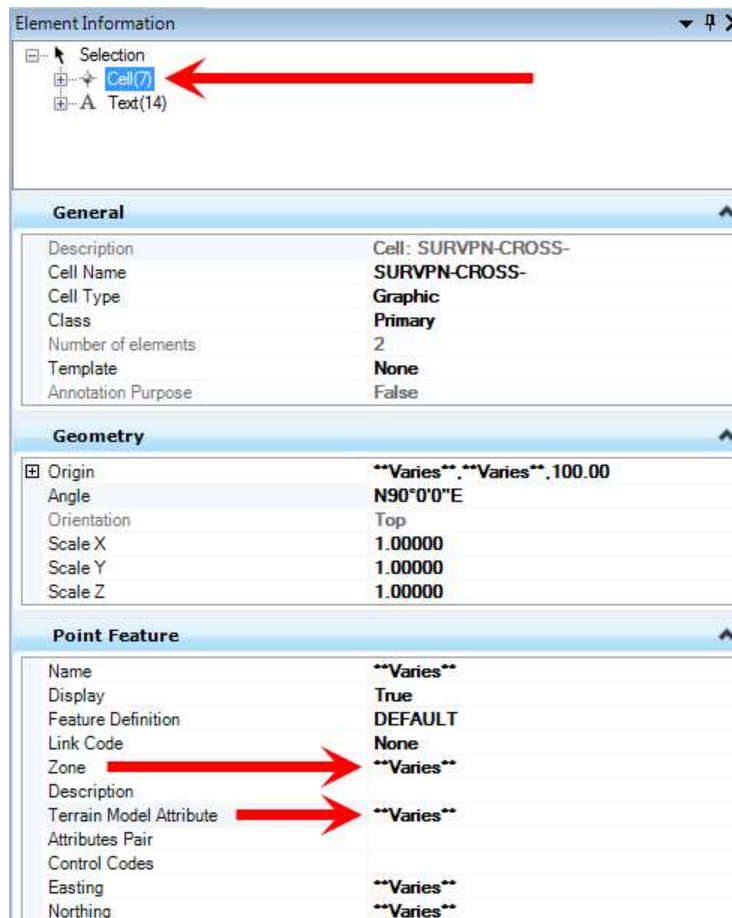 Element Information
Selection
Cell(7)
A Text(14)
General
Description Cell: SURVPN-CROSS-
Cell Name SURVPN-CROSS-
Cell Type Graphic
Class Primary
Number of elements 2
Template None
Annotation Purpose False
Geometry
Origin **Varies**,**Varies**,100.00
Angle N90°0'0"E
Orientation Top
Scale X 1.00000
Scale Y 1.00000
Scale Z 1.00000
Point Feature
Name **Varies**
Display True
Feature Definition DEFAULT
Link Code None
Zone **Varies**
Description
Terrain Model Attribute **Varies**
Attributes Pair
Control Codes
Easting **Varies**
Northing **Varies**